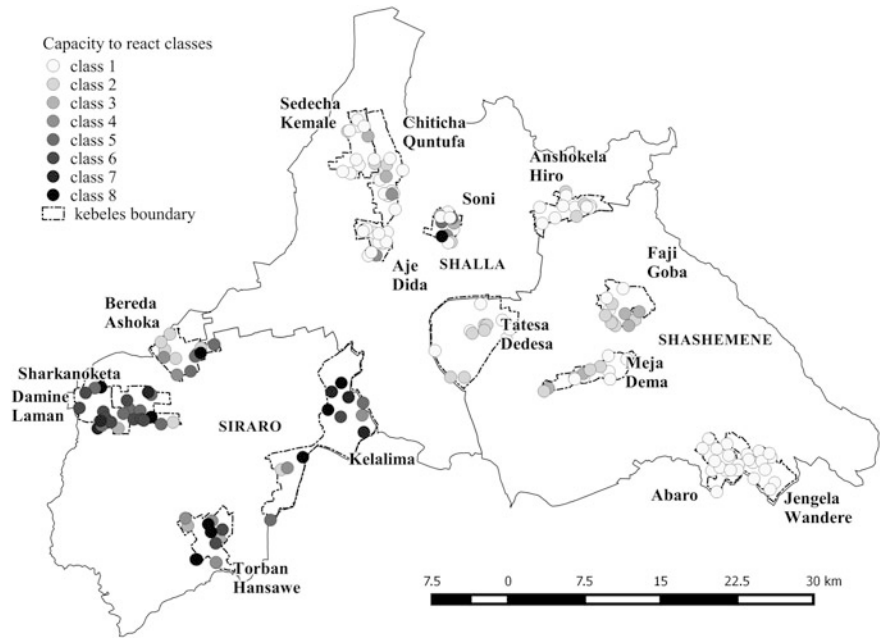 Capacity to react classes
class 1
class 2
class 3
class 4
class 5
class 6
class 7
class 8
kebeles boundary
Sedecha
Kemale
Chiticha
Quntufa
Anshokela
Hiro
Soni
Aje
Dida
SHALLA
Faji
Goba
Bereda
Ashoka
Tatesa
Dedesa
SHASHEMENE
Sharkanoketa
Damine
Laman
Meja
Dema
SIRARO
Kelalima
Abaro
Jengela
Wandere
Torban
Hansawe
7.5 0 7.5 15 22.5 30 km